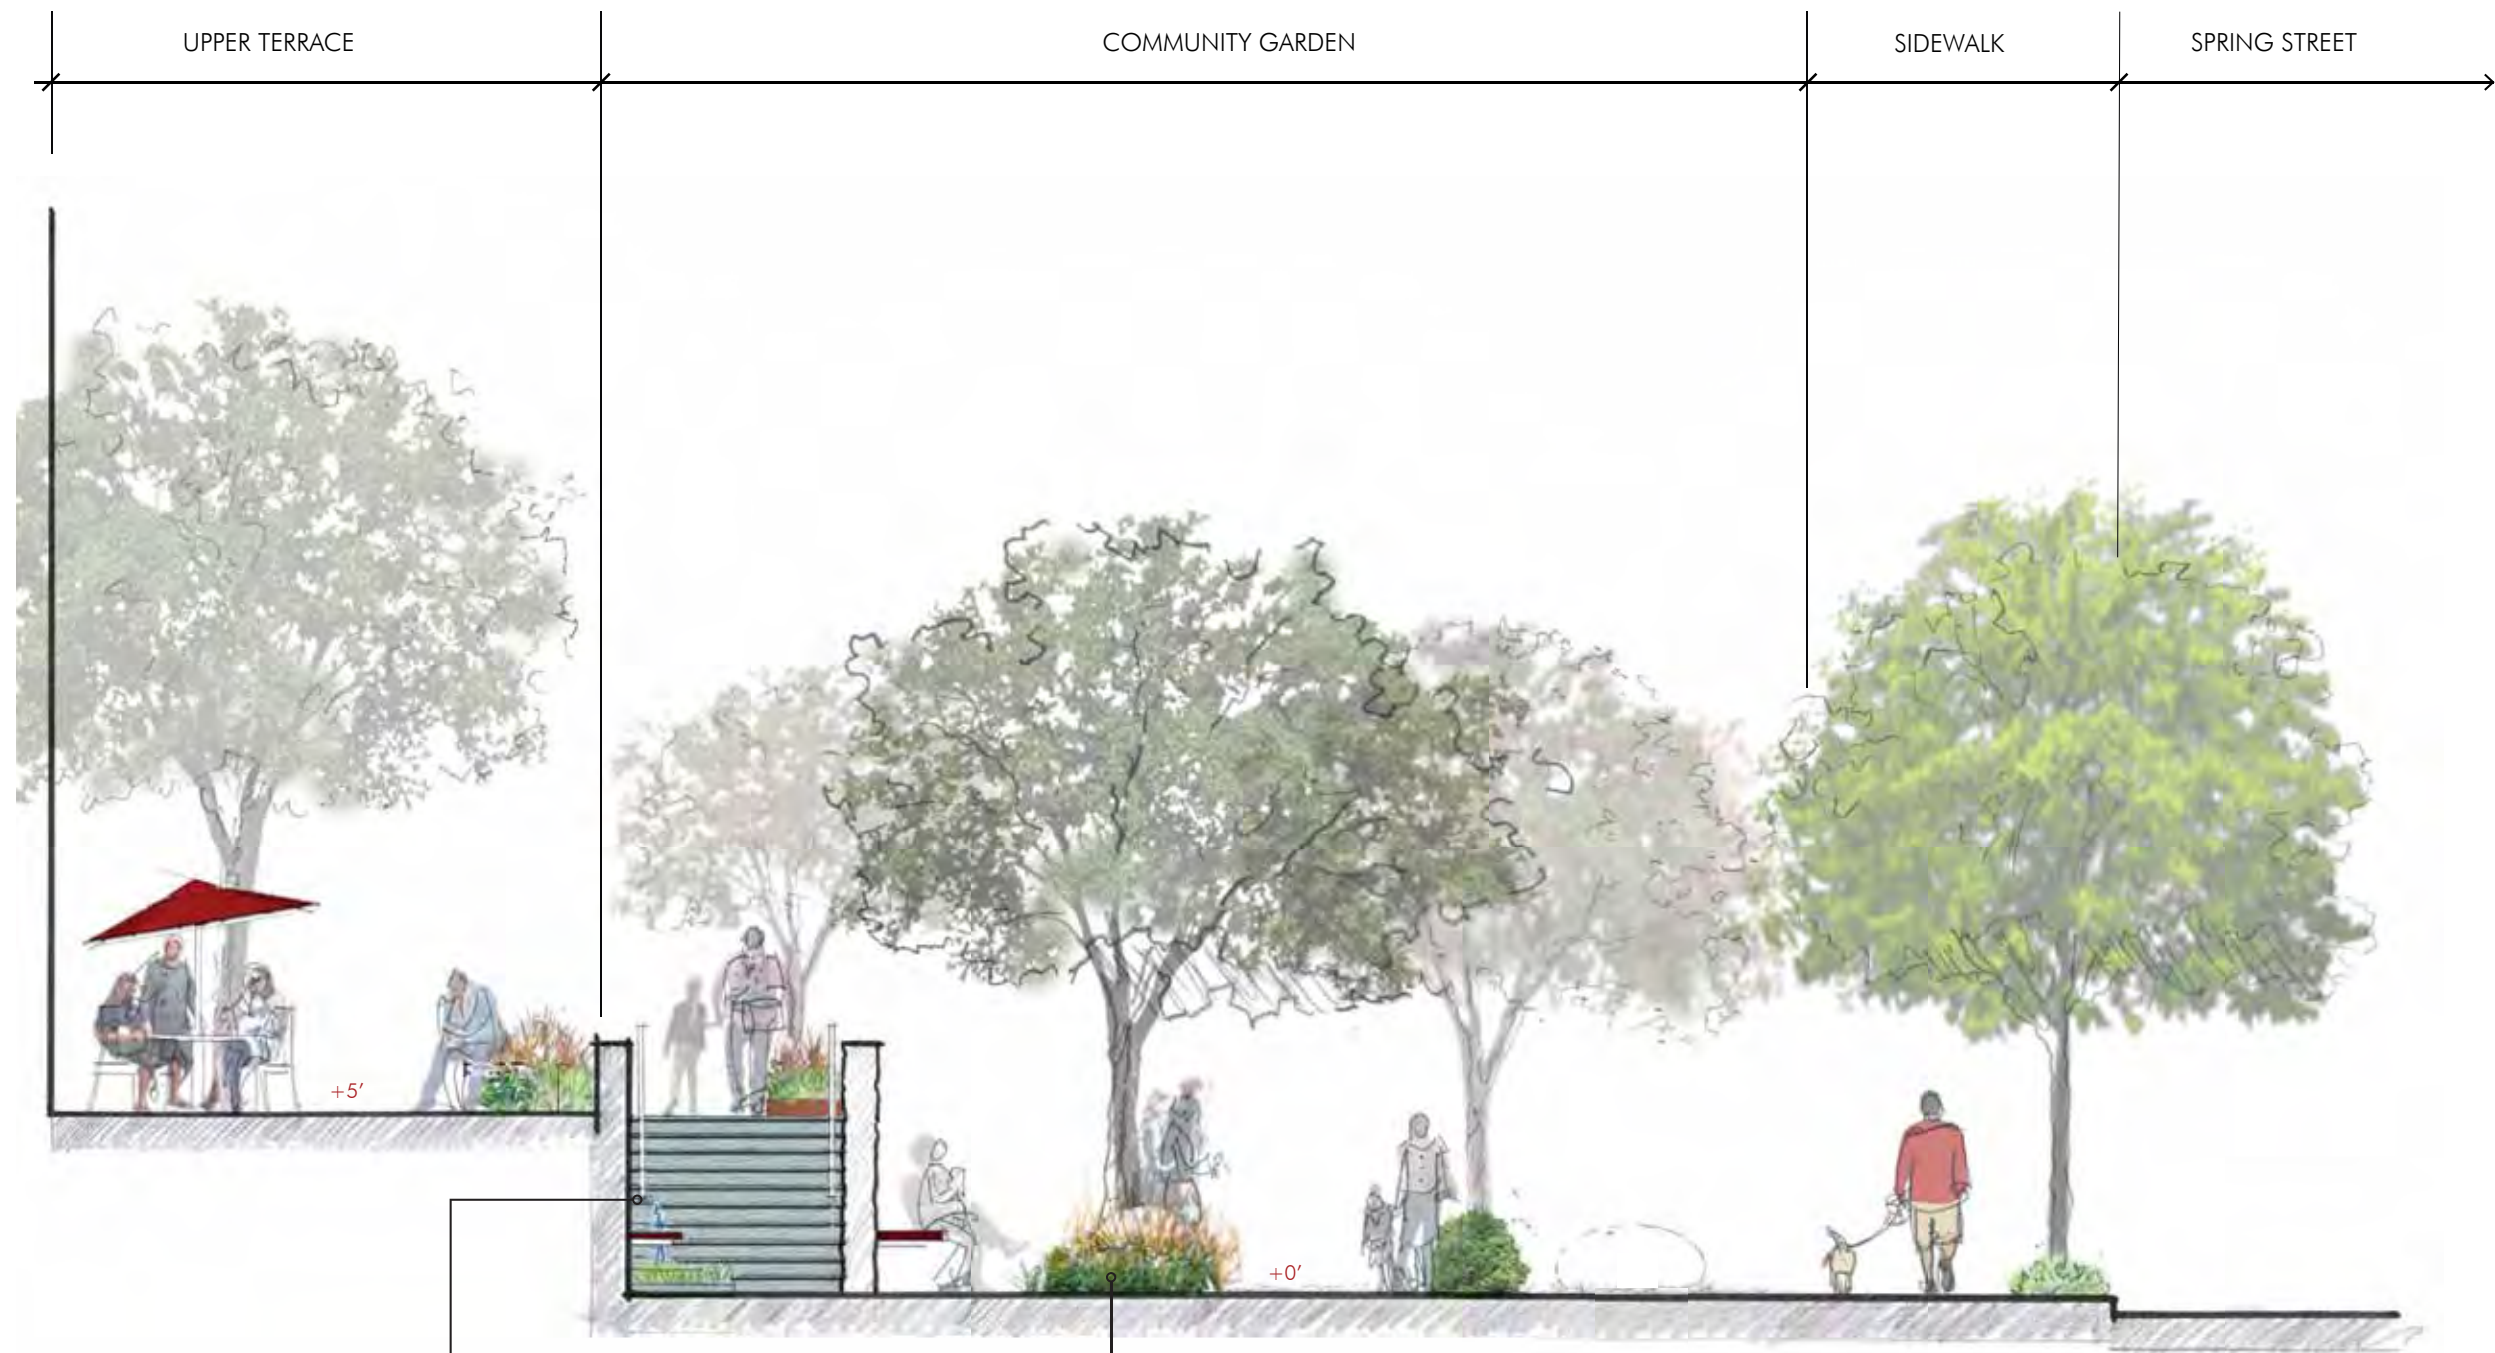 UPPER TERRACE
COMMUNITY GARDEN
SIDEWALK
SPRING STREET
+5'
+0'